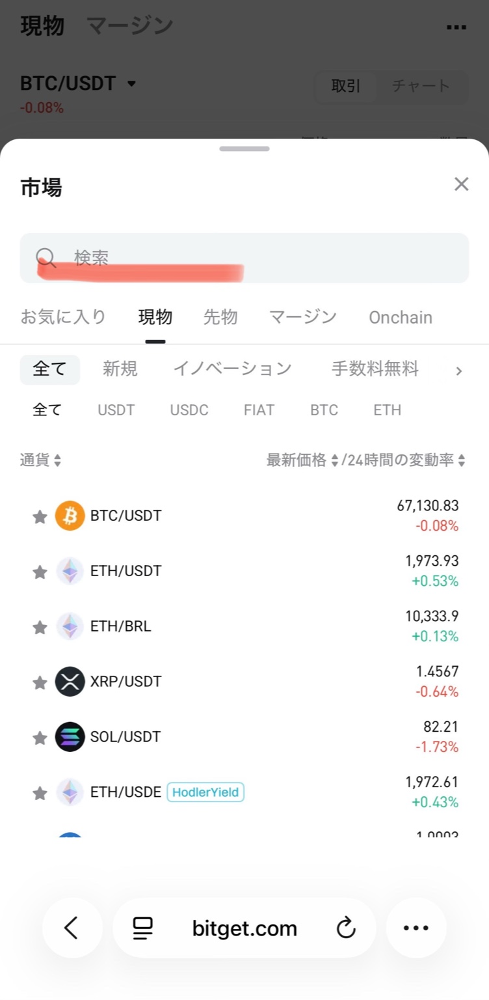 現物 マージン
BTC/USDT
-0.08%
取引 チャート
市場
検索
お気に入り 現物 先物 マージン Onchain
全て 新規 イノベーション 手数料無料
全て USDT USDC FIAT BTC ETH
通貨 最新価格 /24時間の変動率
BTC/USDT 67,130.83
-0.08%
ETH/USDT 1,973.93
+0.53%
ETH/BRL 10,333.9
+0.13%
XRP/USDT 1.4567
-0.64%
SOL/USDT 82.21
-1.73%
ETH/USDE HodlerYield 1,972.61
+0.43%
bitget.com